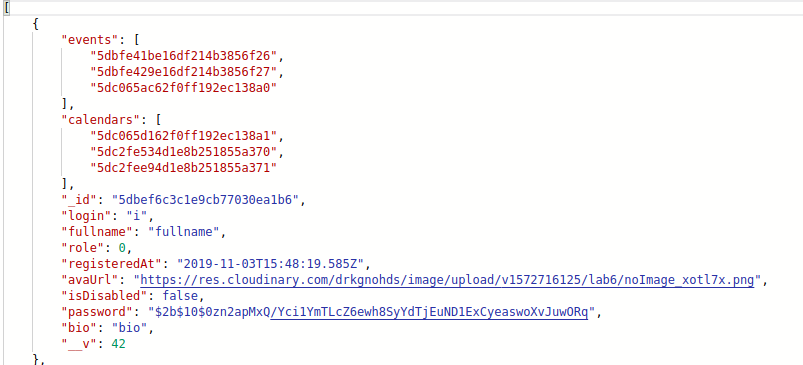 [
{
"events": [
"5dbfe41be16df214b3856f26",
"5dbfe429e16df214b3856f27",
"5dc065ac62f0ff192ec138a0"
],
"calendars": [
"5dc065d162f0ff192ec138a1",
"5dc2fe534d1e8b251855a370",
"5dc2fee94d1e8b251855a371"
],
"_id": "5dbef6c3c1e9cb77030ea1b6",
"login": "i",
"fullname": "fullname",
"role": 0,
"registeredAt": "2019-11-03T15:48:19.585Z",
"avaUrl": "https://res.cloudinary.com/drkgnohds/image/upload/v1572716125/lab6/noImage_xotl7x.png",
"isDisabled": false,
"password": "$2b$10$0zn2apMxQ/Yci1YmTLcZ6ewh8SyYdTjEuND1ExCyeaswoXvJuwORq",
"bio": "bio",
"__v": 42
},